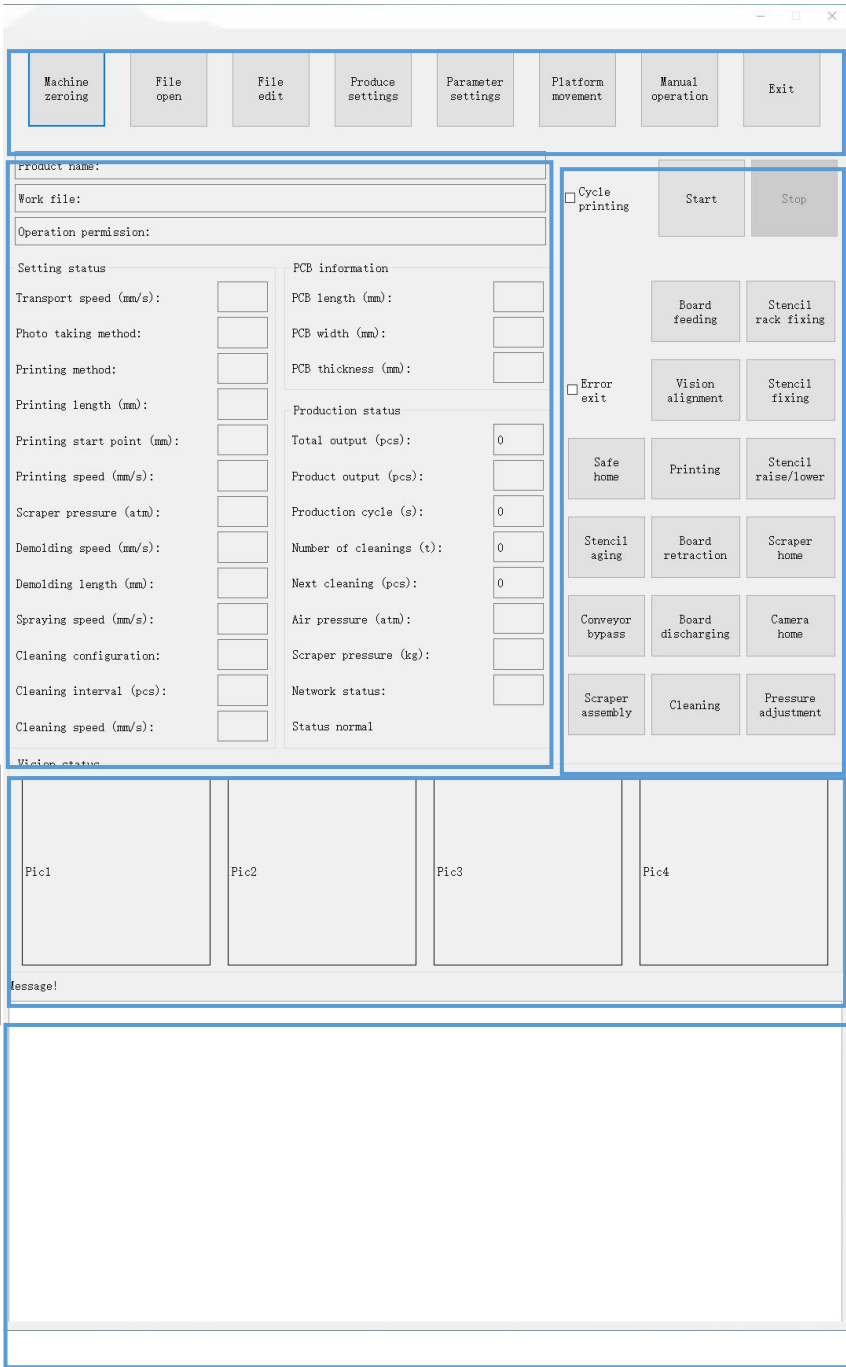 Machine
zeroing
File
open
File
edit
Produce
settings
Parameter
settings
Platform
movement
Manual
operation
Exit
Product name:
Work file:
Operation permission:
Cycle
printing
Start
Stop
Setting status
Transport speed (mm/s):
Photo taking method:
Printing method:
Printing length (mm):
Printing start point (mm):
Printing speed (mm/s):
Scraper pressure (atm):
Demolding speed (mm/s):
Demolding length (mm):
Spraying speed (mm/s):
Cleaning configuration:
Cleaning interval (pcs):
Cleaning speed (mm/s):
PCB information
PCB length (mm):
PCB width (mm):
PCB thickness (mm):
Production status
Total output (pcs): 0
Product output (pcs):
Production cycle (s): 0
Number of cleanings (t): 0
Next cleaning (pcs): 0
Air pressure (atm):
Scraper pressure (kg):
Network status:
Status normal
Board
feeding
Stencil
rack fixing
Error
exit
Vision
alignment
Stencil
fixing
Safe
home
Printing
Stencil
raise/lower
Stencil
aging
Board
retraction
Scraper
home
Conveyor
bypass
Board
discharging
Camera
home
Scraper
assembly
Cleaning
Pressure
adjustment
Vision status
Pic1
Pic2
Pic3
Pic4
Message!